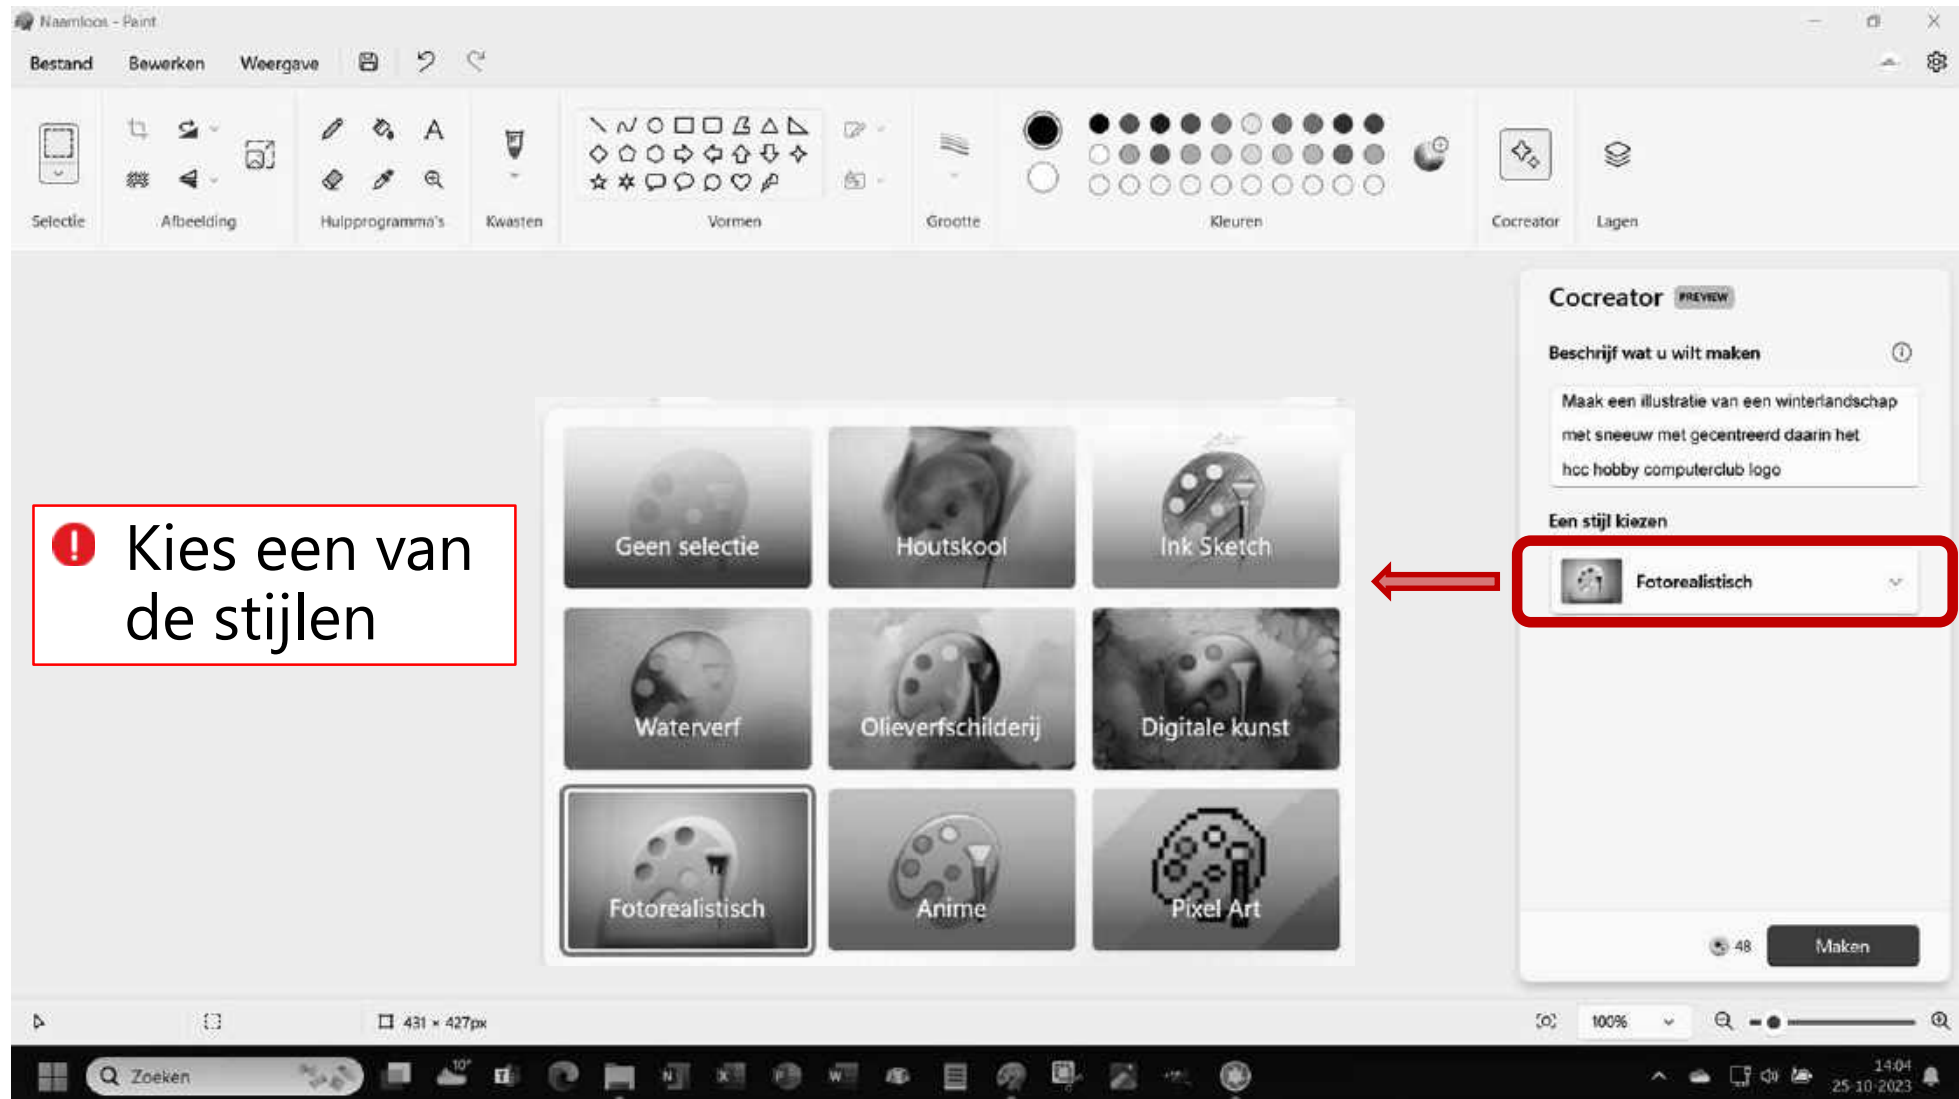 Naamloos - Paint
Bestand Bewerken Weergave
Selectie Afbeelding Hulpprogramma's Kwasten Vormen Grootte Kleuren Cocreator Lagen
Cocreator PREVIEW
Beschrijf wat u wilt maken
Maak een illustratie van een winterlandschap
met sneeuw met gecentreerd daarin het
hcc hobby computerclub logo
Een stijl kiezen
Fotorealistisch
Kies een van
de stijlen
Geen selectie Houtskool Ink Sketch
Waterverf Olieverfschilderij Digitale kunst
Fotorealistisch Anime Pixel Art
48 Maken
431 × 427px
100%
Zoeken
10°
14:04
25-10-2023